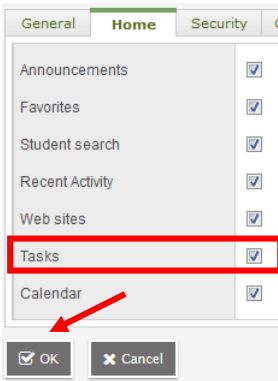 General Home Security
Announcements
Favorites
Student search
Recent Activity
Web sites
Tasks
Calendar
OK Cancel